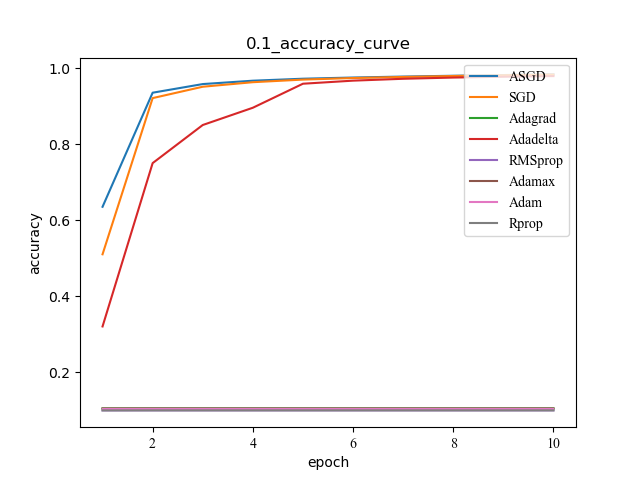 0.1_accuracy_curve
1.0
0.8
0.6
0.4
0.2
accuracy
ASGD
SGD
Adagrad
Adadelta
RMSprop
Adamax
Adam
Rprop
2 4 6 8 10
epoch